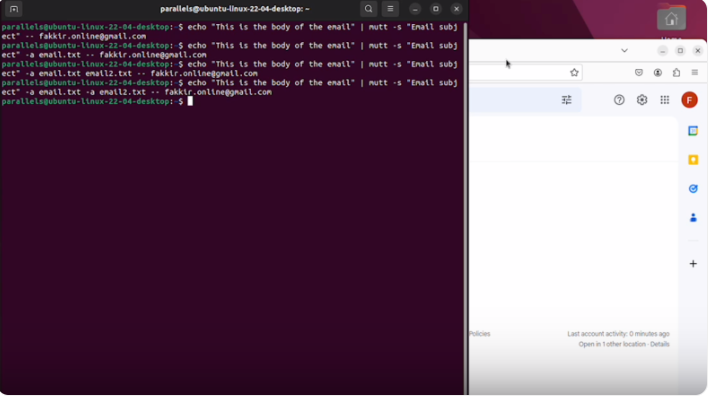 parallels@ubuntu-linux-22-04-desktop: ~
parallels@ubuntu-linux-22-04-desktop:~$ echo "This is the body of the email" | mutt -s "Email subj
ect" -- fakkir.online@gmail.com
parallels@ubuntu-linux-22-04-desktop:~$ echo "This is the body of the email" | mutt -s "Email subj
ect" -a email.txt -- fakkir.online@gmail.com
parallels@ubuntu-linux-22-04-desktop:~$ echo "This is the body of the email" | mutt -s "Email subj
ect" -a email.txt email2.txt -- fakkir.online@gmail.com
parallels@ubuntu-linux-22-04-desktop:~$ echo "This is the body of the email" | mutt -s "Email subj
ect" -a email.txt -a email2.txt -- fakkir.online@gmail.com
parallels@ubuntu-linux-22-04-desktop:~$
F
Policies
Last account activity: 0 minutes ago
Open in 1 other location · Details